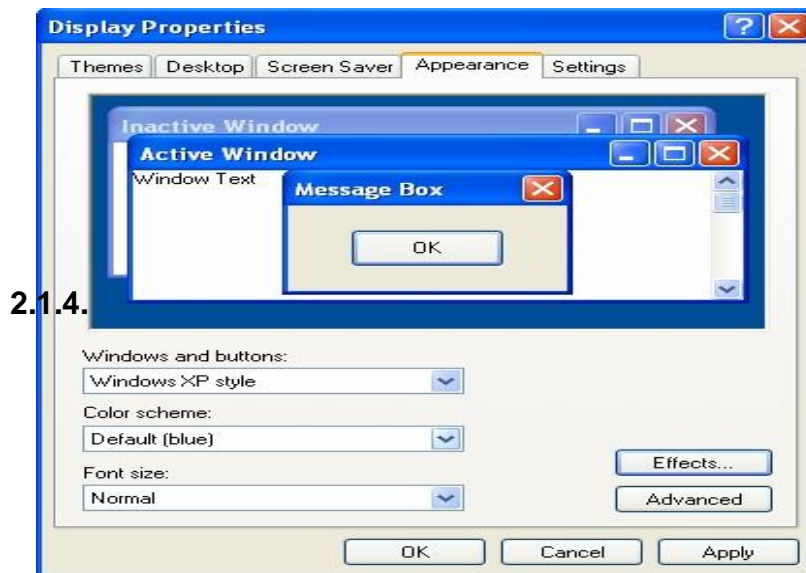 Display Properties
Themes Desktop Screen Saver Appearance Settings
Inactive Window
Active Window
Window Text
Message Box
OK
2.1.4.
Windows and buttons:
Windows XP style
Color scheme:
Default (blue)
Effects...
Font size:
Normal
Advanced
OK Cancel Apply